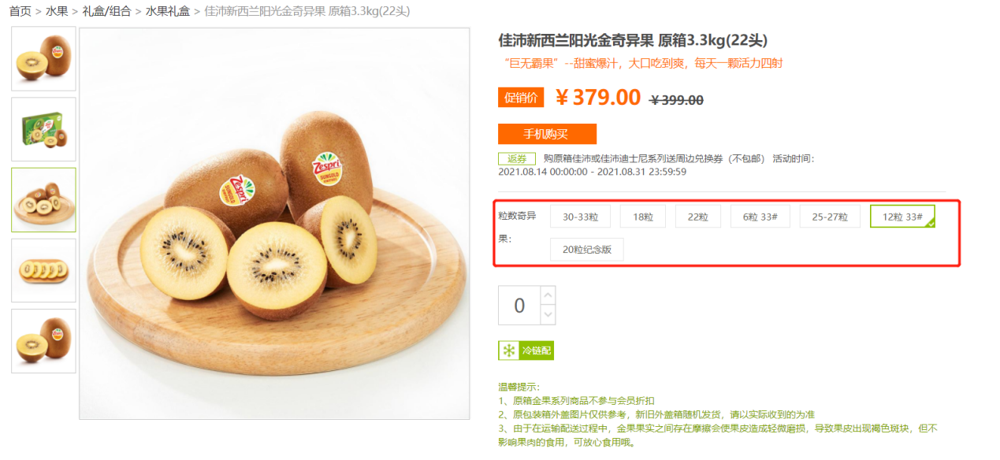 首页 > 水果 > 礼盒/组合 > 水果礼盒 > 佳沛新西兰阳光金奇异果 原箱3.3kg(22头)
佳沛新西兰阳光金奇异果 原箱3.3kg(22头)
“巨无霸果”--甜蜜爆汁，大口吃到爽，每天一颗活力四射
促销价 ¥ 379.00 ¥ 399.00
手机购买
返券 购原箱佳沛或佳沛迪士尼系列送周边兑换券（不包邮） 活动时间：
2021.08.14 00:00:00 - 2021.08.31 23:59:59
粒数奇异 30-33粒 18粒 22粒 6粒 33# 25-27粒 12粒 33#
果： 20粒纪念版
0
冷链配
温馨提示：
1、原箱金果系列商品不参与会员折扣
2、原包装箱外盖图片仅供参考，新旧外盖箱随机发货，请以实际收到的为准
3、由于在运输配送过程中，金果果实之间存在摩擦会使果皮造成轻微磨损，导致果皮出现褐色斑块，但不
影响果肉的食用，可放心食用哦。
Zespri
SUNGOLD
Zespri
SUNGOLD